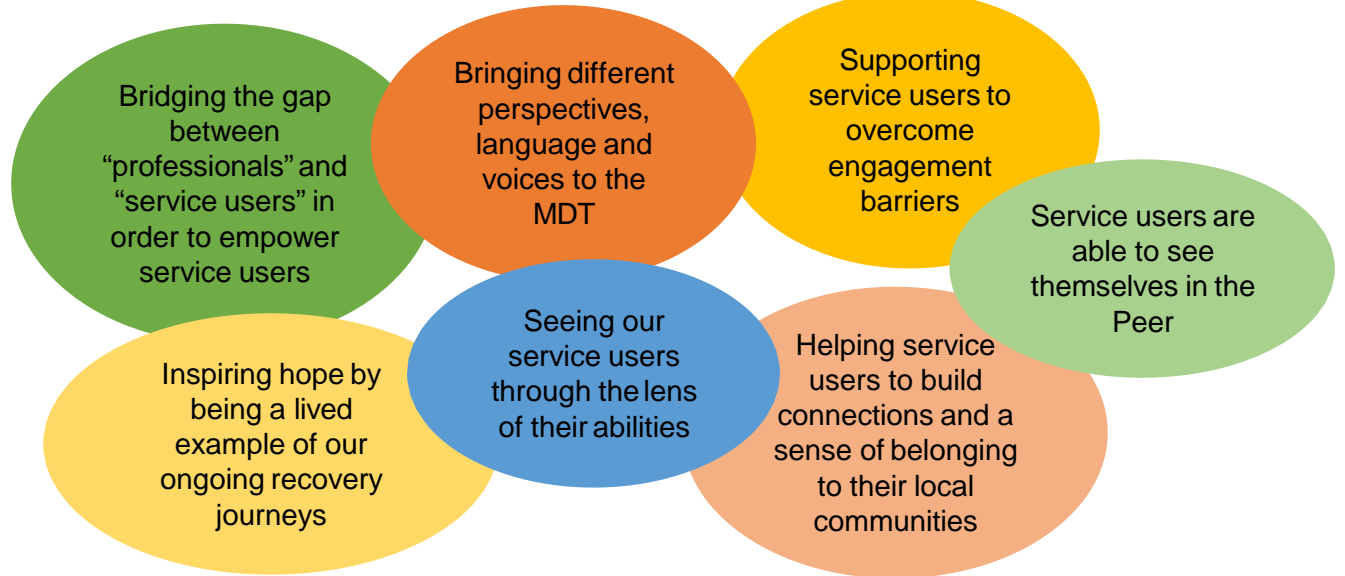 Bridging the gap
between
“professionals” and
“service users” in
order to empower
service users
Bringing different
perspectives,
language and
voices to the
MDT
Supporting
service users to
overcome
engagement
barriers
Service users are
able to see
themselves in the
Peer
Inspiring hope by
being a lived
example of our
ongoing recovery
journeys
Seeing our
service users
through the lens
of their abilities
Helping service
users to build
connections and a
sense of belonging
to their local
communities